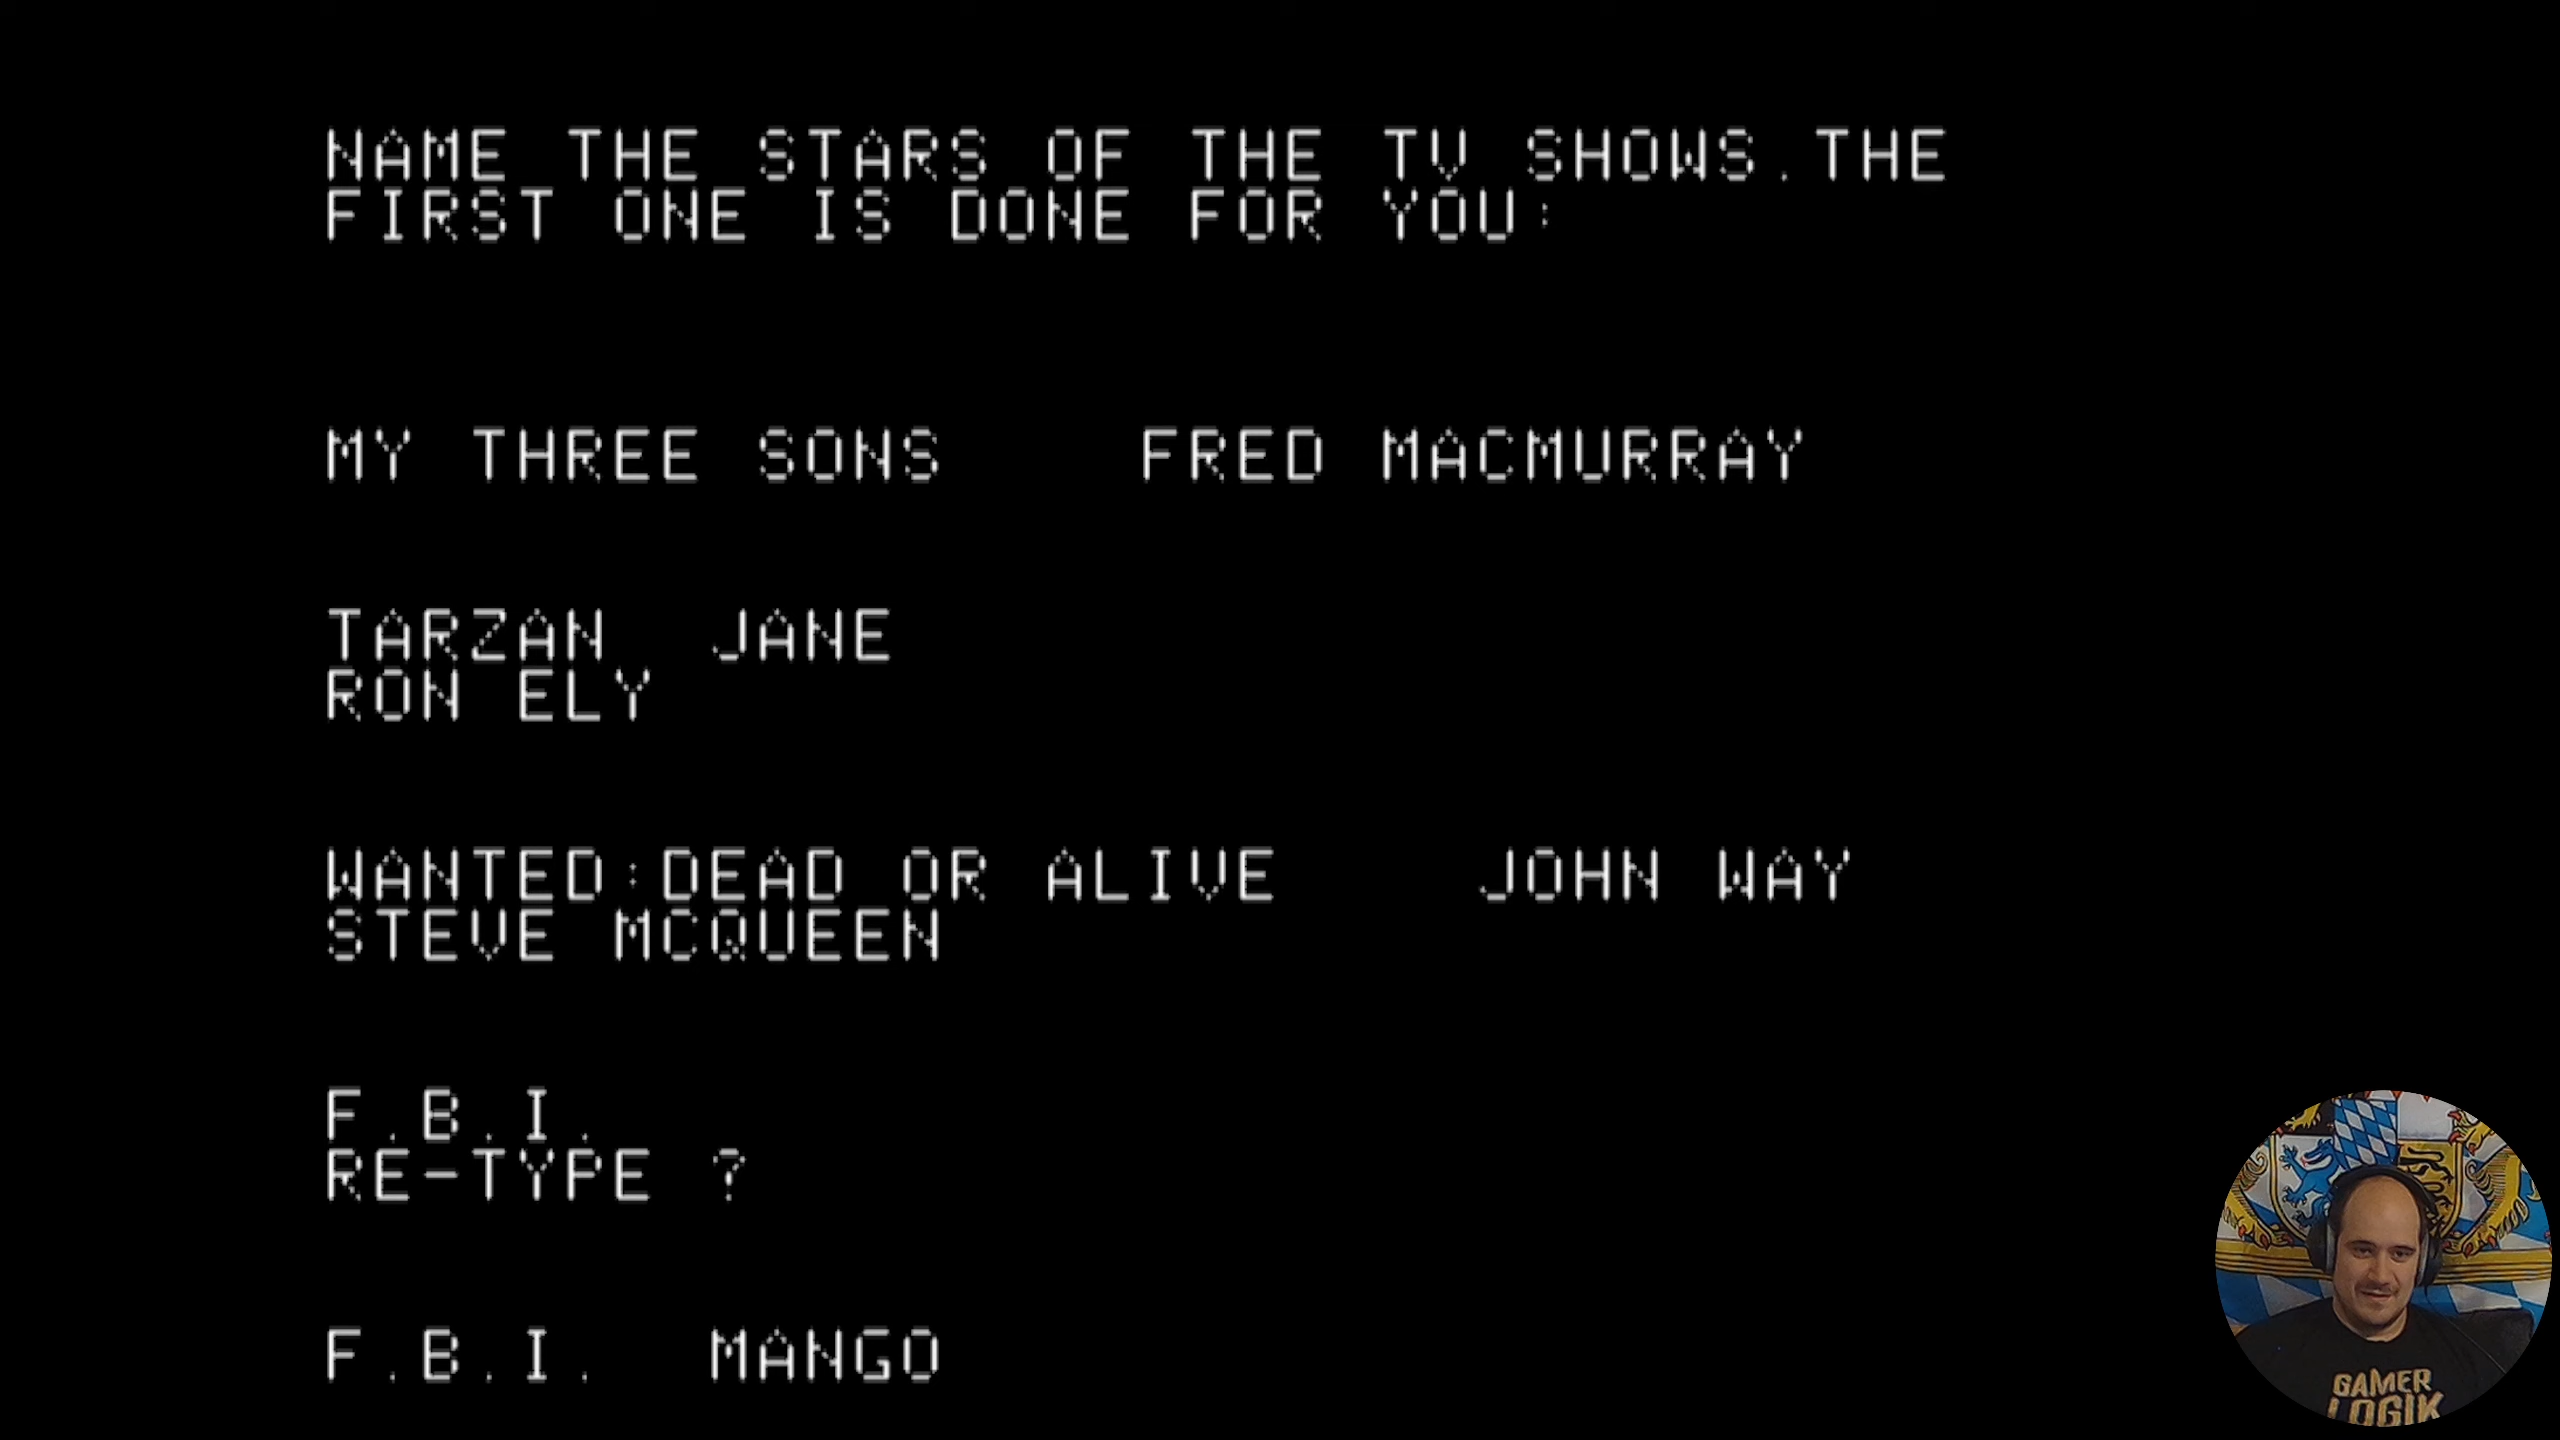 NAME THE STARS OF THE TV SHOWS.THE
FIRST ONE IS DONE FOR YOU:
MY THREE SONS FRED MACMURRAY
TARZAN JANE
RON ELY
WANTED:DEAD OR ALIVE JOHN WAY
STEVE MCQUEEN
F.B.I.
RE-TYPE ?
F.B.I. MANGO
GAMER
LOGIK